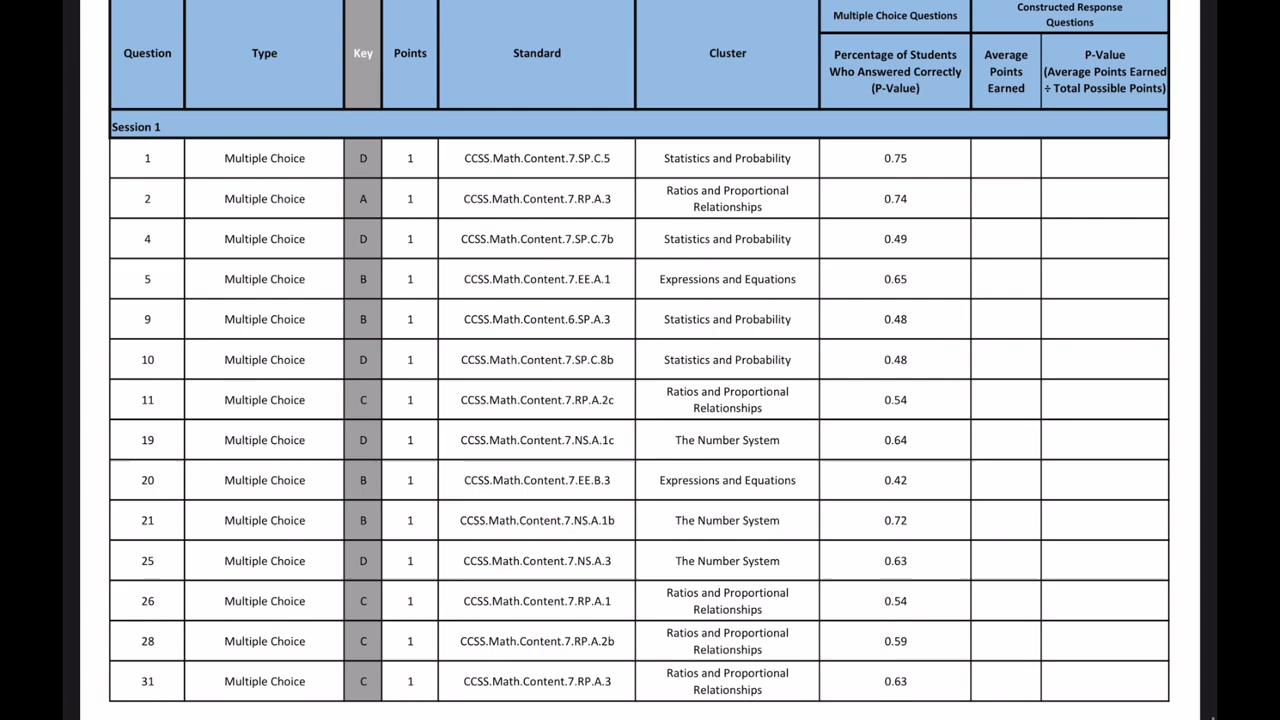 Multiple Choice Questions
Constructed Response
Questions
Question Type Key Points Standard Cluster
Percentage of Students
Who Answered Correctly
(P-Value)
Average
Points
Earned
P-Value
(Average Points Earned
÷ Total Possible Points)
Session 1
1 Multiple Choice D 1 CCSS.Math.Content.7.SP.C.5 Statistics and Probability 0.75
2 Multiple Choice A 1 CCSS.Math.Content.7.RP.A.3 Ratios and Proportional
Relationships 0.74
4 Multiple Choice D 1 CCSS.Math.Content.7.SP.C.7b Statistics and Probability 0.49
5 Multiple Choice B 1 CCSS.Math.Content.7.EE.A.1 Expressions and Equations 0.65
9 Multiple Choice B 1 CCSS.Math.Content.6.SP.A.3 Statistics and Probability 0.48
10 Multiple Choice D 1 CCSS.Math.Content.7.SP.C.8b Statistics and Probability 0.48
11 Multiple Choice C 1 CCSS.Math.Content.7.RP.A.2c Ratios and Proportional
Relationships 0.54
19 Multiple Choice D 1 CCSS.Math.Content.7.NS.A.1c The Number System 0.64
20 Multiple Choice B 1 CCSS.Math.Content.7.EE.B.3 Expressions and Equations 0.42
21 Multiple Choice B 1 CCSS.Math.Content.7.NS.A.1b The Number System 0.72
25 Multiple Choice D 1 CCSS.Math.Content.7.NS.A.3 The Number System 0.63
26 Multiple Choice C 1 CCSS.Math.Content.7.RP.A.1 Ratios and Proportional
Relationships 0.54
28 Multiple Choice C 1 CCSS.Math.Content.7.RP.A.2b Ratios and Proportional
Relationships 0.59
31 Multiple Choice C 1 CCSS.Math.Content.7.RP.A.3 Ratios and Proportional
Relationships 0.63